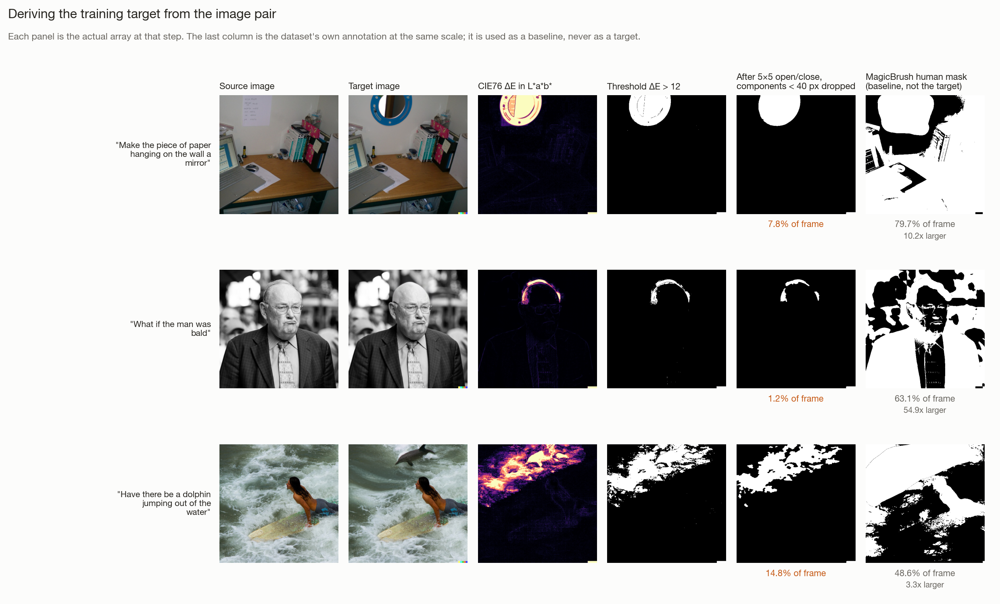 Deriving the training target from the image pair
Each panel is the actual array at that step. The last column is the dataset's own annotation at the same scale; it is used as a baseline, never as a target.
Source image
Target image
CIE76 ΔE in L*a*b*
Threshold ΔE > 12
After 5×5 open/close,
components < 40 px dropped
MagicBrush human mask
(baseline, not the target)
"Make the piece of paper
hanging on the wall a
mirror"
7.8% of frame
79.7% of frame
10.2x larger
"What if the man was
bald"
1.2% of frame
63.1% of frame
54.9x larger
"Have there be a dolphin
jumping out of the
water"
14.8% of frame
48.6% of frame
3.3x larger